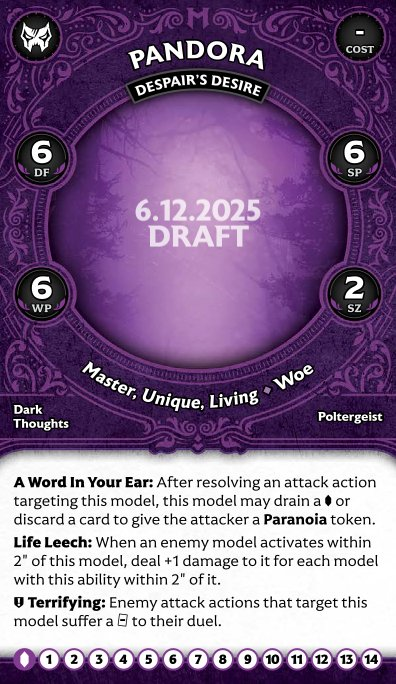 -
COST
PANDORA
DESPAIR'S DESIRE
6
DF
6
SP
6.12.2025
DRAFT
6
WP
2
SZ
Master, Unique, Living ⬥ Woe
Dark
Thoughts
Poltergeist
A Word In Your Ear: After resolving an attack action
targeting this model, this model may drain a or
discard a card to give the attacker a Paranoia token.
Life Leech: When an enemy model activates within
2" of this model, deal +1 damage to it for each model
with this ability within 2" of it.
Terrifying: Enemy attack actions that target this
model suffer a to their duel.
1 2 3 4 5 6 7 8 9 10 11 12 13 14